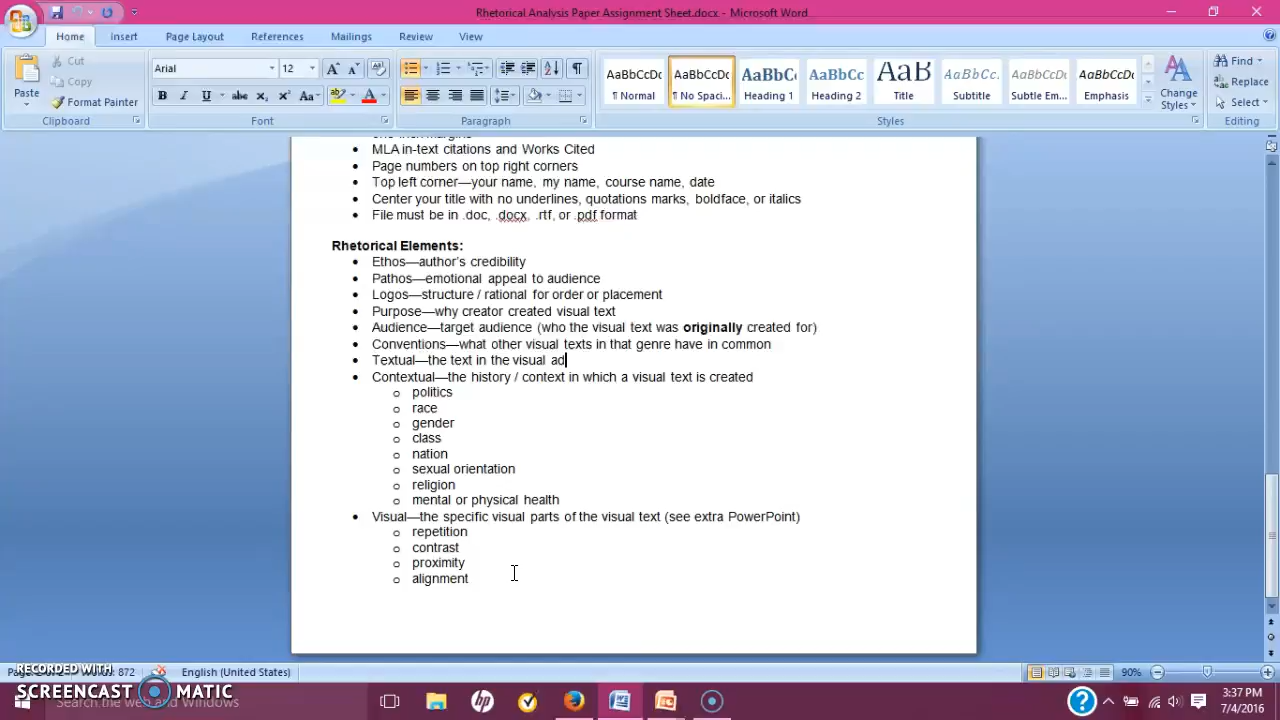 Rhetorical Analysis Paper Assignment Sheet.docx - Microsoft Word
Home Insert Page Layout References Mailings Review View
Paste
Cut
Copy
Format Painter
Clipboard
Arial 12
Font
Paragraph
AaBbCcDc ¶ Normal
AaBbCcDc ¶ No Spaci...
AaBbC Heading 1
AaBbCc Heading 2
AaB Title
AaBbCc. Subtitle
AaBbCcDc Subtle Em...
AaBbCcDc Emphasis
Change Styles
Styles
Find
Replace
Select
Editing
one-inch margins
• MLA in-text citations and Works Cited
• Page numbers on top right corners
• Top left corner—your name, my name, course name, date
• Center your title with no underlines, quotations marks, boldface, or italics
• File must be in .doc, .docx, .rtf, or .pdf format
Rhetorical Elements:
• Ethos—author's credibility
• Pathos—emotional appeal to audience
• Logos—structure / rational for order or placement
• Purpose—why creator created visual text
• Audience—target audience (who the visual text was originally created for)
• Conventions—what other visual texts in that genre have in common
• Textual—the text in the visual ad
• Contextual—the history / context in which a visual text is created
o politics
o race
o gender
o class
o nation
o sexual orientation
o religion
o mental or physical health
• Visual—the specific visual parts of the visual text (see extra PowerPoint)
o repetition
o contrast
o proximity
o alignment
872
English (United States)
90%
RECORDED WITH
SCREENCAST MATIC
Search the web and Windows
3:37 PM
7/4/2016